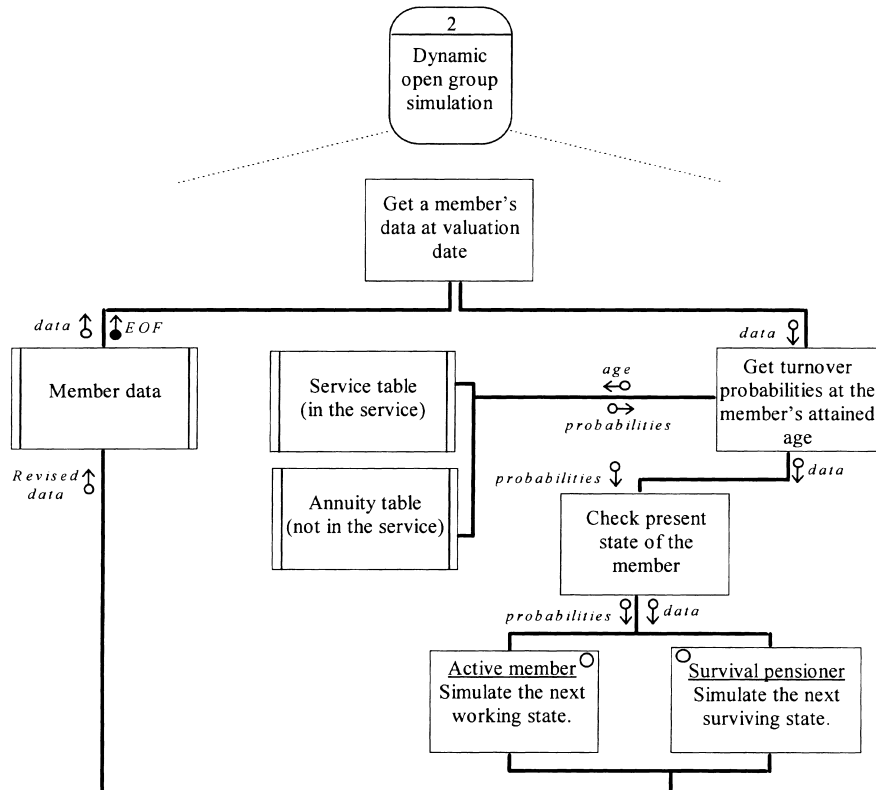 2
Dynamic
open group
simulation
Get a member's
data at valuation
date
data
EOF
data
Member data
Service table
(in the service)
age
probabilities
Get turnover
probabilities at the
member's attained
age
Revised
data
Annuity table
(not in the service)
probabilities
data
Check present
state of the
member
probabilities
data
Active member
Simulate the next
working state.
Survival pensioner
Simulate the next
surviving state.